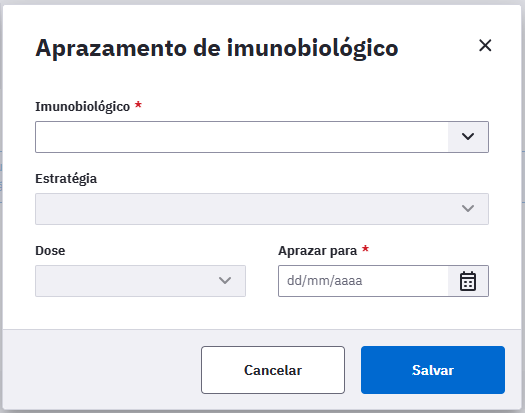 Aprazamento de imunobiológico
Imunobiológico *
Estratégia
Dose
Aprazar para *
dd/mm/aaaa
Cancelar
Salvar